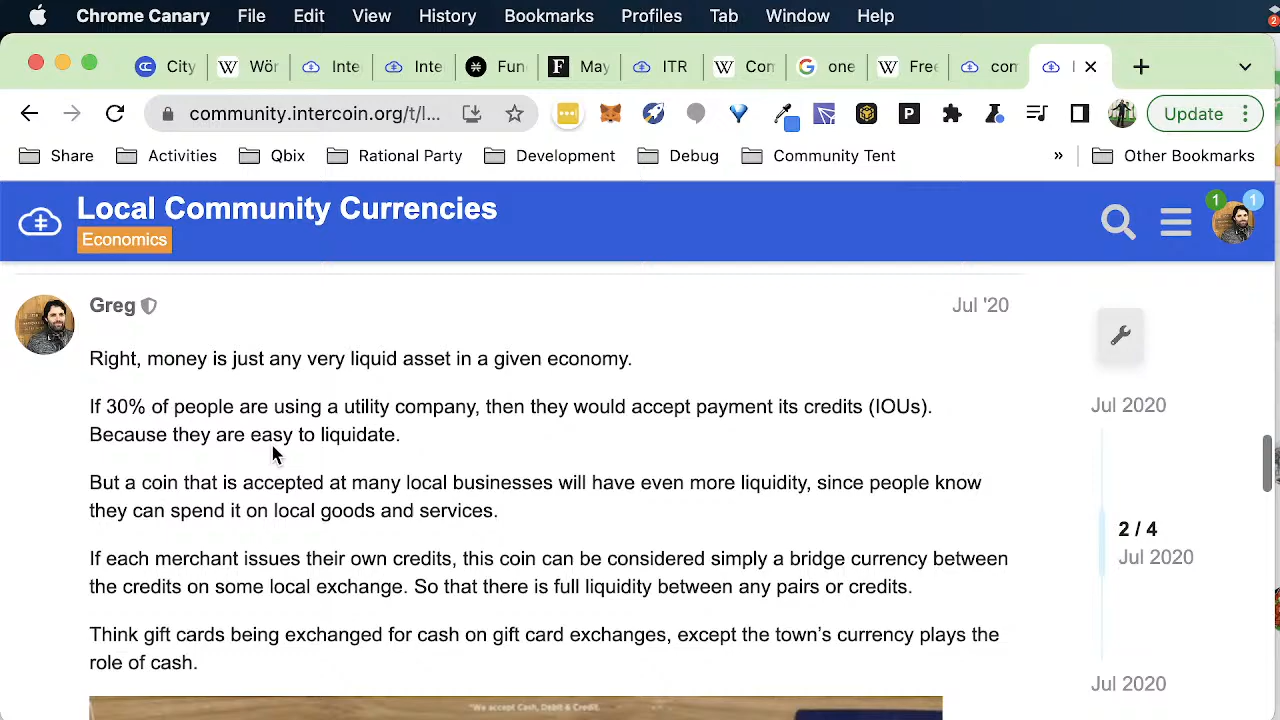 Chrome Canary File Edit View History Bookmarks Profiles Tab Window Help
2
City Wör Inte Inte Fun May ITR Con one Free con
community.intercoin.org/t/l... P Update
Share Activities Qbix Rational Party Development Debug Community Tent » Other Bookmarks
Local Community Currencies
Economics
1 1
Greg Jul '20
Right, money is just any very liquid asset in a given economy.
If 30% of people are using a utility company, then they would accept payment its credits (IOUs).
Because they are easy to liquidate.
But a coin that is accepted at many local businesses will have even more liquidity, since people know
they can spend it on local goods and services.
If each merchant issues their own credits, this coin can be considered simply a bridge currency between
the credits on some local exchange. So that there is full liquidity between any pairs or credits.
Think gift cards being exchanged for cash on gift card exchanges, except the town's currency plays the
role of cash.
Jul 2020
2 / 4
Jul 2020
Jul 2020
"We accept Cash, Debit & Credit.